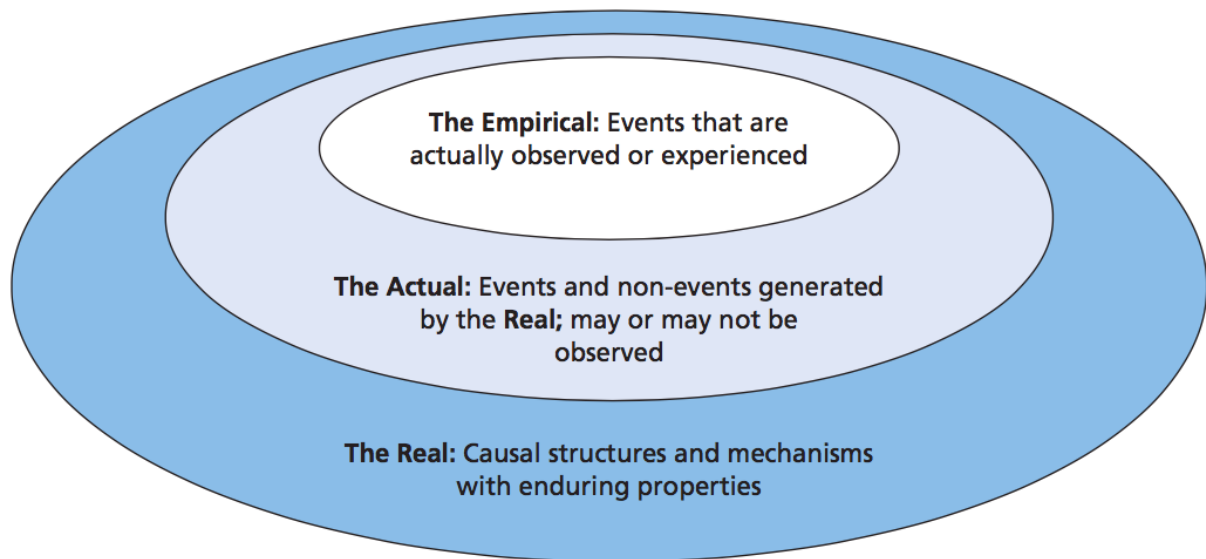 The Empirical: Events that are
actually observed or experienced
The Actual: Events and non-events generated
by the Real; may or may not be
observed
The Real: Causal structures and mechanisms
with enduring properties